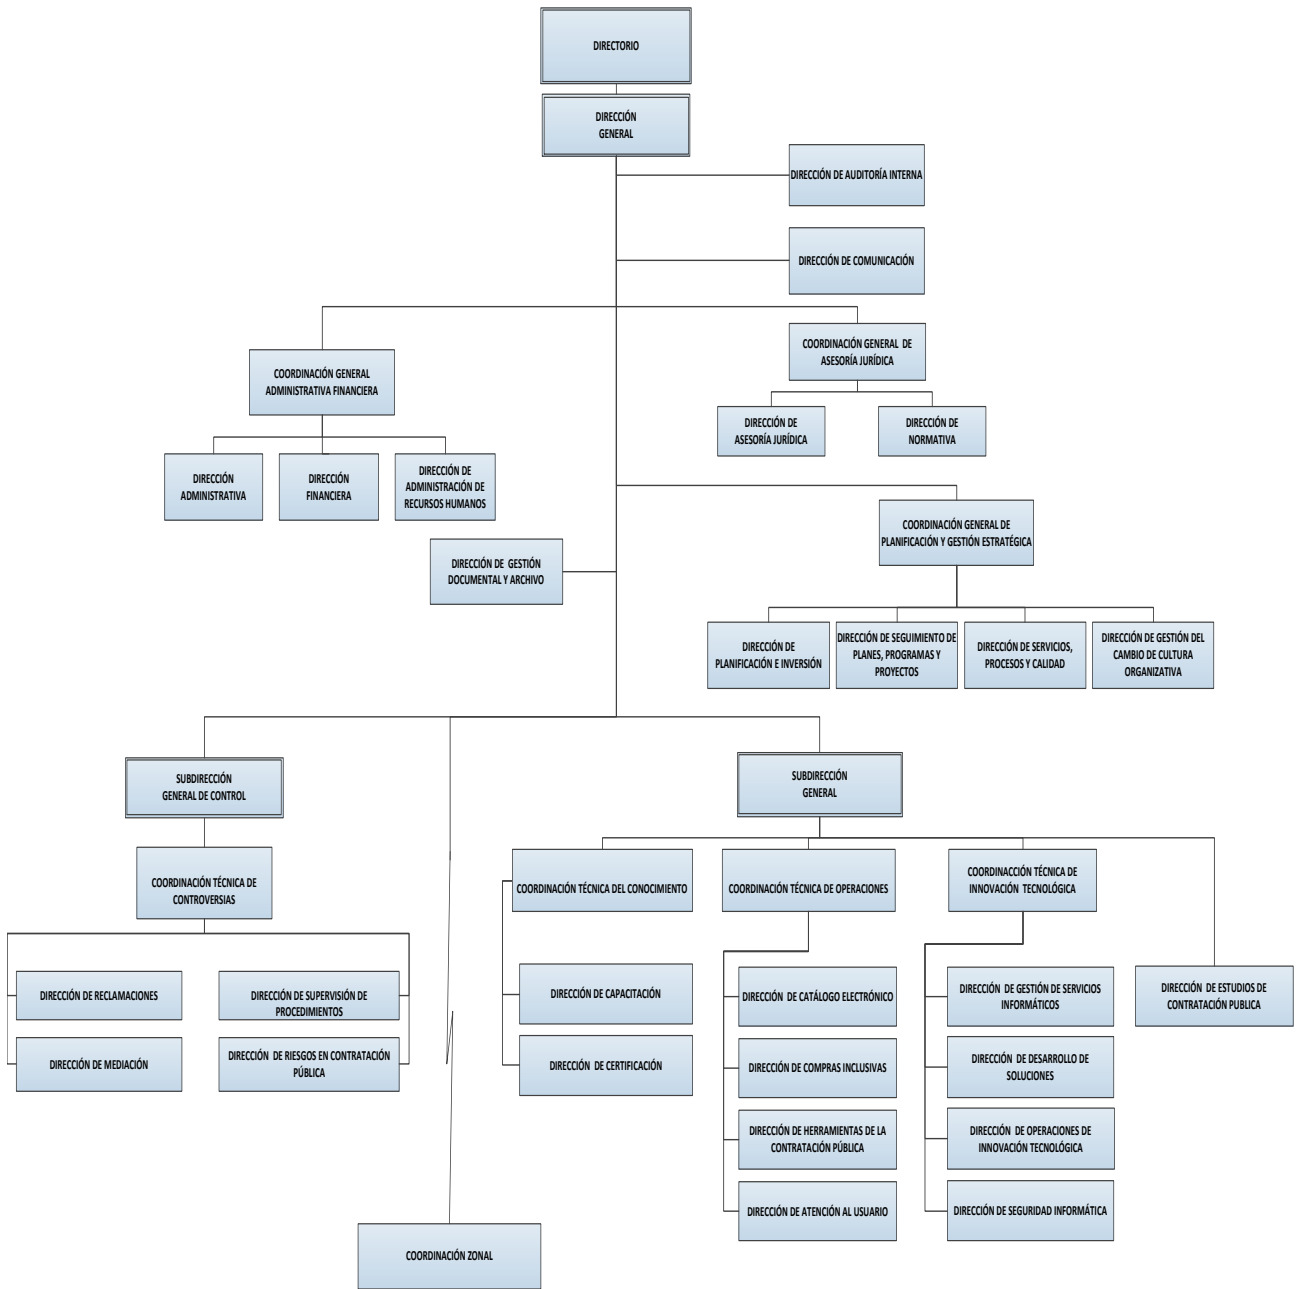 DIRECTORIO
DIRECCIÓN
GENERAL
DIRECCIÓN DE AUDITORÍA INTERNA
DIRECCIÓN DE COMUNICACIÓN
COORDINACIÓN GENERAL DE
ASESORÍA JURÍDICA
COORDINACIÓN GENERAL
ADMINISTRATIVA FINANCIERA
DIRECCIÓN DE
ASESORÍA JURÍDICA
DIRECCIÓN DE
NORMATIVA
DIRECCIÓN
ADMINISTRATIVA
DIRECCIÓN
FINANCIERA
DIRECCIÓN DE
ADMINISTRACIÓN DE
RECURSOS HUMANOS
COORDINACIÓN GENERAL DE
PLANIFICACIÓN Y GESTIÓN ESTRATÉGICA
DIRECCIÓN DE GESTIÓN
DOCUMENTAL Y ARCHIVO
DIRECCIÓN DE
PLANIFICACIÓN E INVERSIÓN
DIRECCIÓN DE SEGUIMIENTO DE
PLANES, PROGRAMAS Y
PROYECTOS
DIRECCIÓN DE SERVICIOS,
PROCESOS Y CALIDAD
DIRECCIÓN DE GESTIÓN DEL
CAMBIO DE CULTURA
ORGANIZATIVA
SUBDIRECCIÓN
GENERAL DE CONTROL
SUBDIRECCIÓN
GENERAL
COORDINACIÓN TÉCNICA DE
CONTROVERSIAS
COORDINACIÓN TÉCNICA DEL CONOCIMIENTO
COORDINACIÓN TÉCNICA DE OPERACIONES
COORDINACCIÓN TÉCNICA DE
INNOVACIÓN TECNOLÓGICA
DIRECCIÓN DE RECLAMACIONES
DIRECCIÓN DE SUPERVISIÓN DE
PROCEDIMIENTOS
DIRECCIÓN DE MEDIACIÓN
DIRECCIÓN DE RIESGOS EN CONTRATACIÓN
PÚBLICA
DIRECCIÓN DE CAPACITACIÓN
DIRECCIÓN DE CERTIFICACIÓN
DIRECCIÓN DE CATÁLOGO ELECTRÓNICO
DIRECCIÓN DE COMPRAS INCLUSIVAS
DIRECCIÓN DE HERRAMIENTAS DE LA
CONTRATACIÓN PÚBLICA
DIRECCIÓN DE ATENCIÓN AL USUARIO
DIRECCIÓN DE GESTIÓN DE SERVICIOS
INFORMÁTICOS
DIRECCIÓN DE DESARROLLO DE
SOLUCIONES
DIRECCIÓN DE OPERACIONES DE
INNOVACIÓN TECNOLÓGICA
DIRECCIÓN DE SEGURIDAD INFORMÁTICA
DIRECCIÓN DE ESTUDIOS DE
CONTRATACIÓN PUBLICA
COORDINACIÓN ZONAL